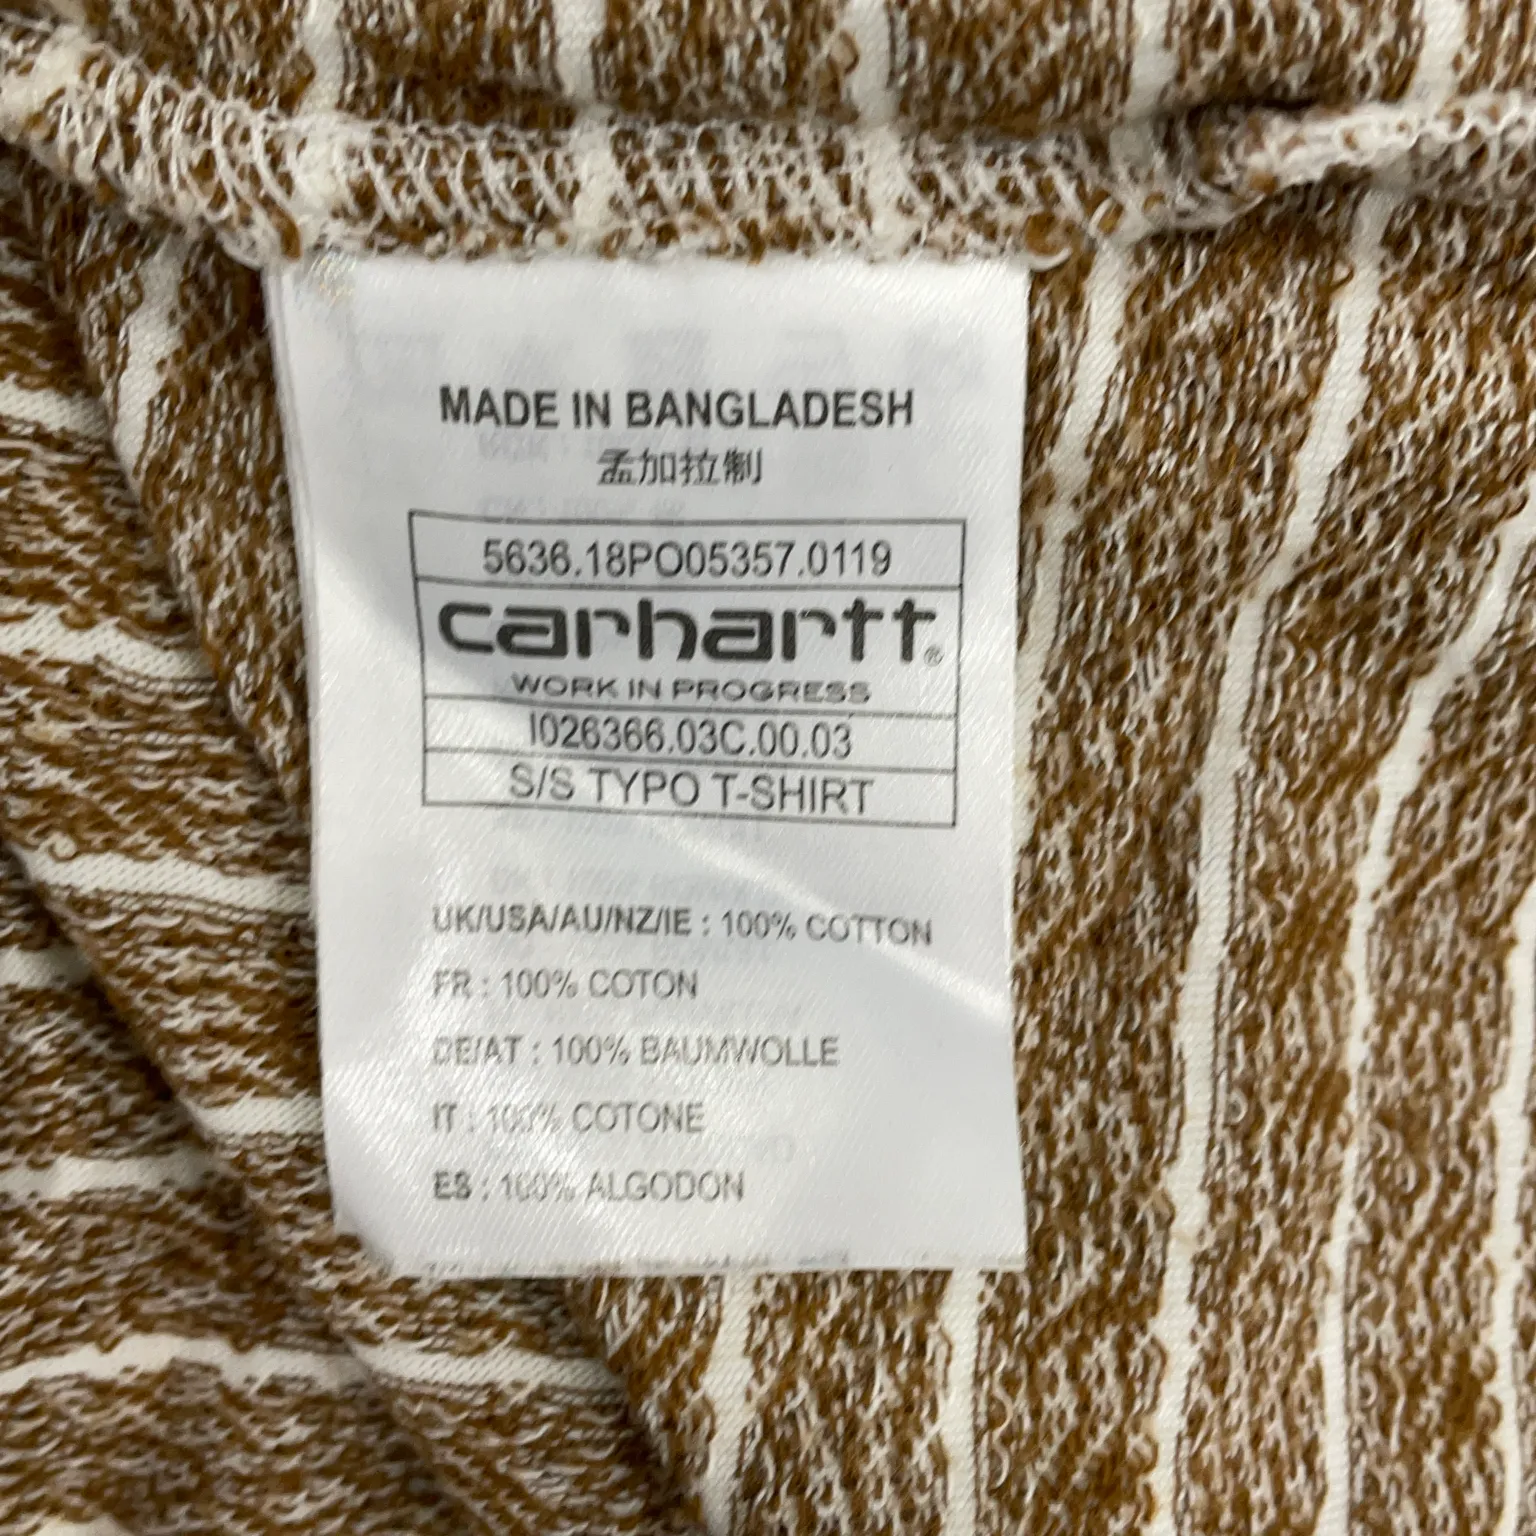 MADE IN BANGLADESH
孟加拉制
5636.18PO05357.0119
carhartt®
WORK IN PROGRESS
I026366.03C.00.03
S/S TYPO T-SHIRT
UK/USA/AU/NZ/IE : 100% COTTON
FR : 100% COTON
DE/AT : 100% BAUMWOLLE
IT : 100% COTONE
ES : 100% ALGODON